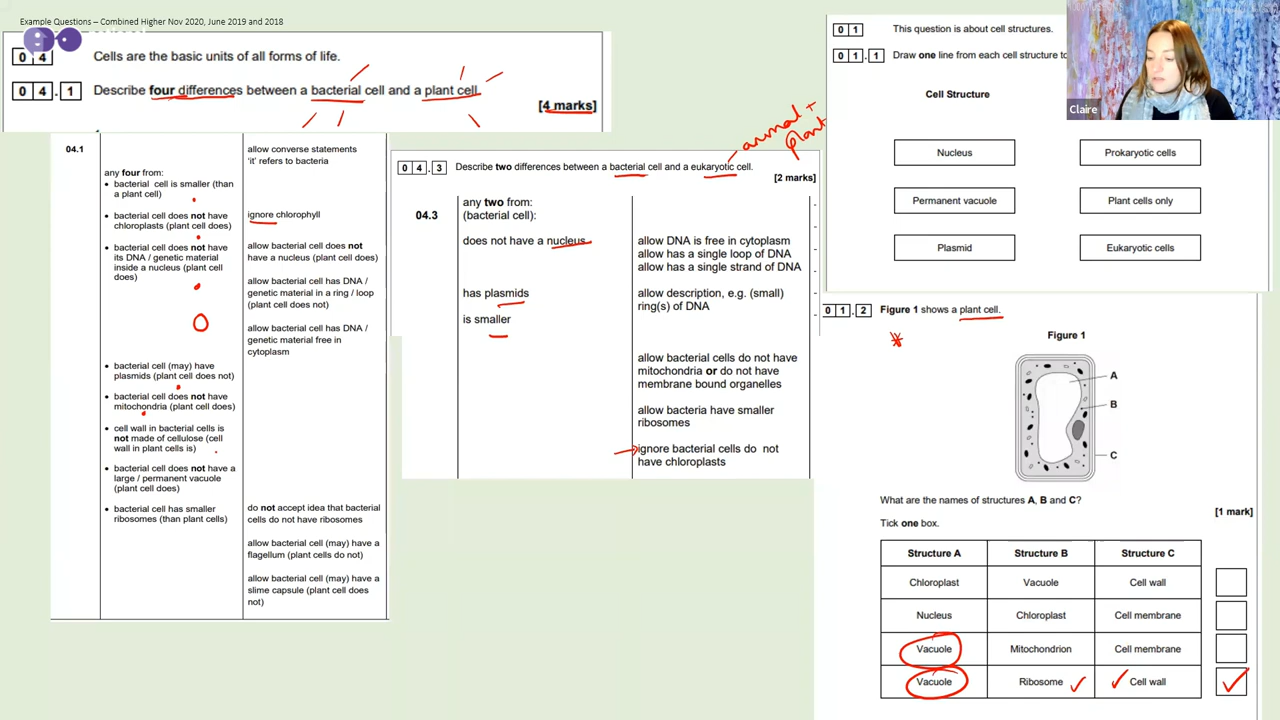 Example Questions – Combined Higher Nov 2020, June 2019 and 2018
0 4 Cells are the basic units of all forms of life.
0 4 . 1 Describe four differences between a bacterial cell and a plant cell.
[4 marks]
04.1
any four from:
• bacterial cell is smaller (than
a plant cell)
• bacterial cell does not have
chloroplasts (plant cell does)
• bacterial cell does not have
its DNA / genetic material
inside a nucleus (plant cell
does)
• bacterial cell (may) have
plasmids (plant cell does not)
• bacterial cell does not have
mitochondria (plant cell does)
• cell wall in bacterial cells is
not made of cellulose (cell
wall in plant cells is)
• bacterial cell does not have a
large / permanent vacuole
(plant cell does)
• bacterial cell has smaller
ribosomes (than plant cells)
allow converse statements
'it' refers to bacteria
ignore chlorophyll
allow bacterial cell does not
have a nucleus (plant cell does)
allow bacterial cell has DNA /
genetic material in a ring / loop
(plant cell does not)
allow bacterial cell has DNA /
genetic material free in
cytoplasm
do not accept idea that bacterial
cells do not have ribosomes
allow bacterial cell (may) have a
flagellum (plant cells do not)
allow bacterial cell (may) have a
slime capsule (plant cell does
not)
animal +
plant
0 4 . 3 Describe two differences between a bacterial cell and a eukaryotic cell.
[2 marks]
04.3
any two from:
(bacterial cell):
does not have a nucleus
has plasmids
is smaller
allow DNA is free in cytoplasm
allow has a single loop of DNA
allow has a single strand of DNA
allow description, e.g. (small)
ring(s) of DNA
allow bacterial cells do not have
mitochondria or do not have
membrane bound organelles
allow bacteria have smaller
ribosomes
ignore bacterial cells do not
have chloroplasts
0 1 This question is about cell structures.
0 1 . 1 Draw one line from each cell structure to
Claire
Cell Structure
Nucleus
Permanent vacuole
Plasmid
Prokaryotic cells
Plant cells only
Eukaryotic cells
0 1 . 2 Figure 1 shows a plant cell.
Figure 1
A
B
C
What are the names of structures A, B and C?
[1 mark]
Tick one box.
Structure A Structure B Structure C
Chloroplast Vacuole Cell wall
Nucleus Chloroplast Cell membrane
Vacuole Mitochondrion Cell membrane
Vacuole Ribosome Cell wall